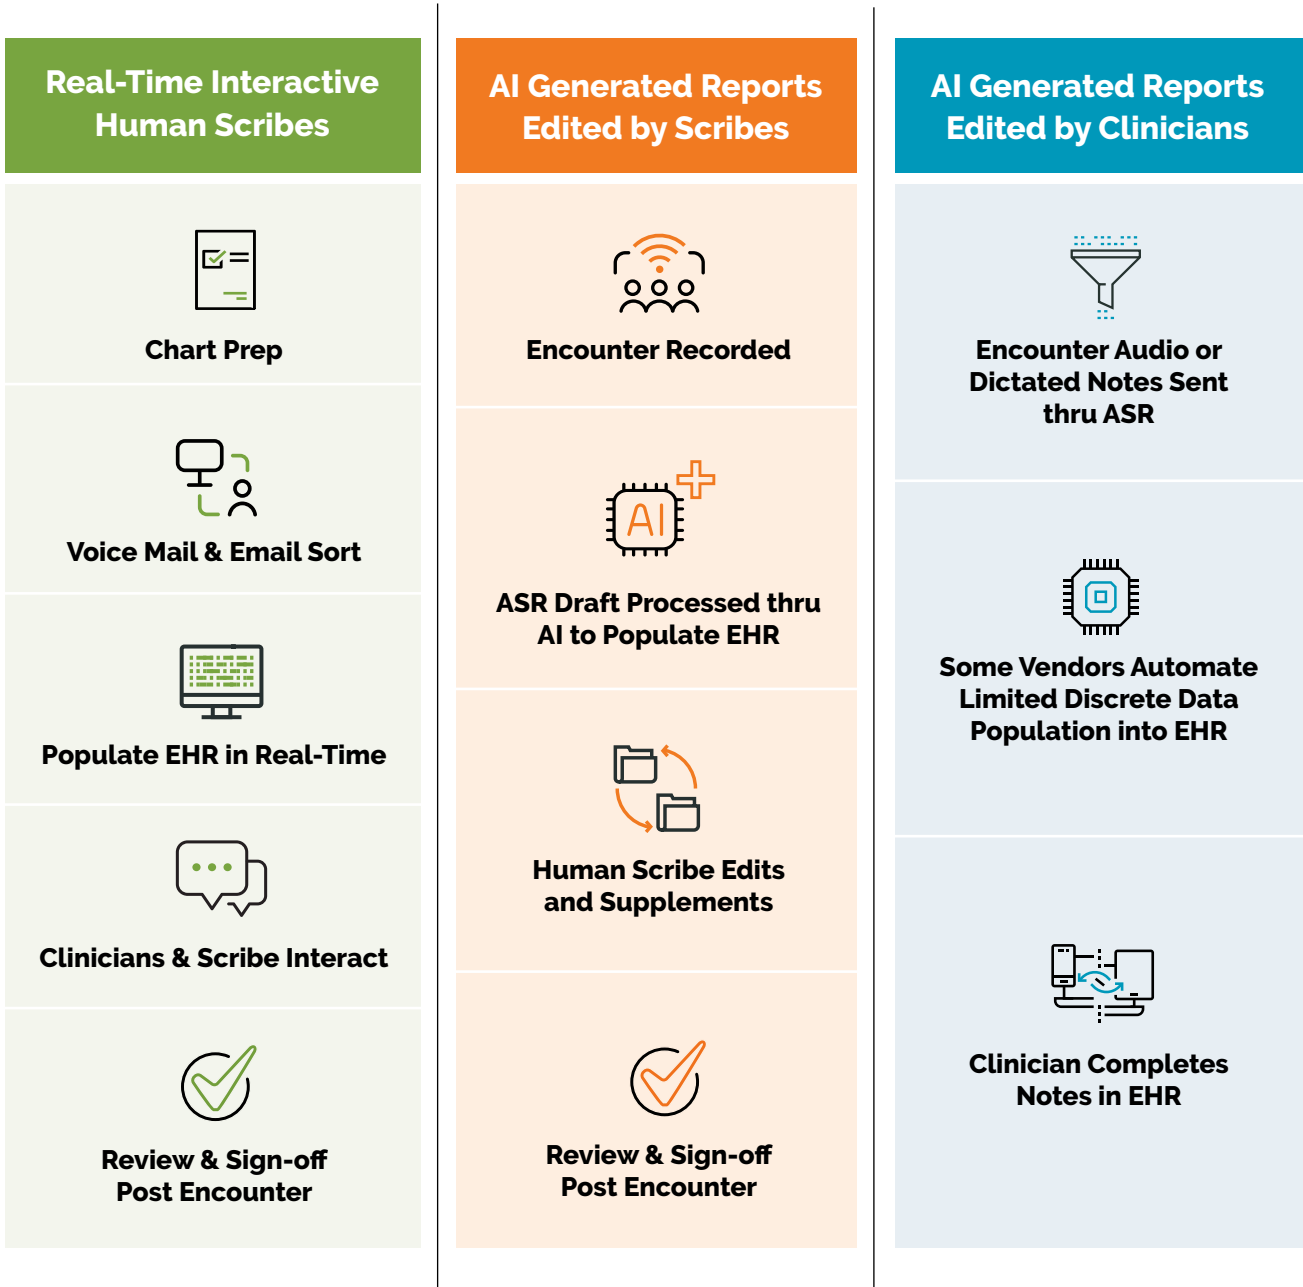 Real-Time Interactive
Human Scribes
Chart Prep
Voice Mail & Email Sort
Populate EHR in Real-Time
Clinicians & Scribe Interact
Review & Sign-off
Post Encounter
AI Generated Reports
Edited by Scribes
Encounter Recorded
AI
ASR Draft Processed thru
AI to Populate EHR
Human Scribe Edits
and Supplements
Review & Sign-off
Post Encounter
AI Generated Reports
Edited by Clinicians
Encounter Audio or
Dictated Notes Sent
thru ASR
Some Vendors Automate
Limited Discrete Data
Population into EHR
Clinician Completes
Notes in EHR